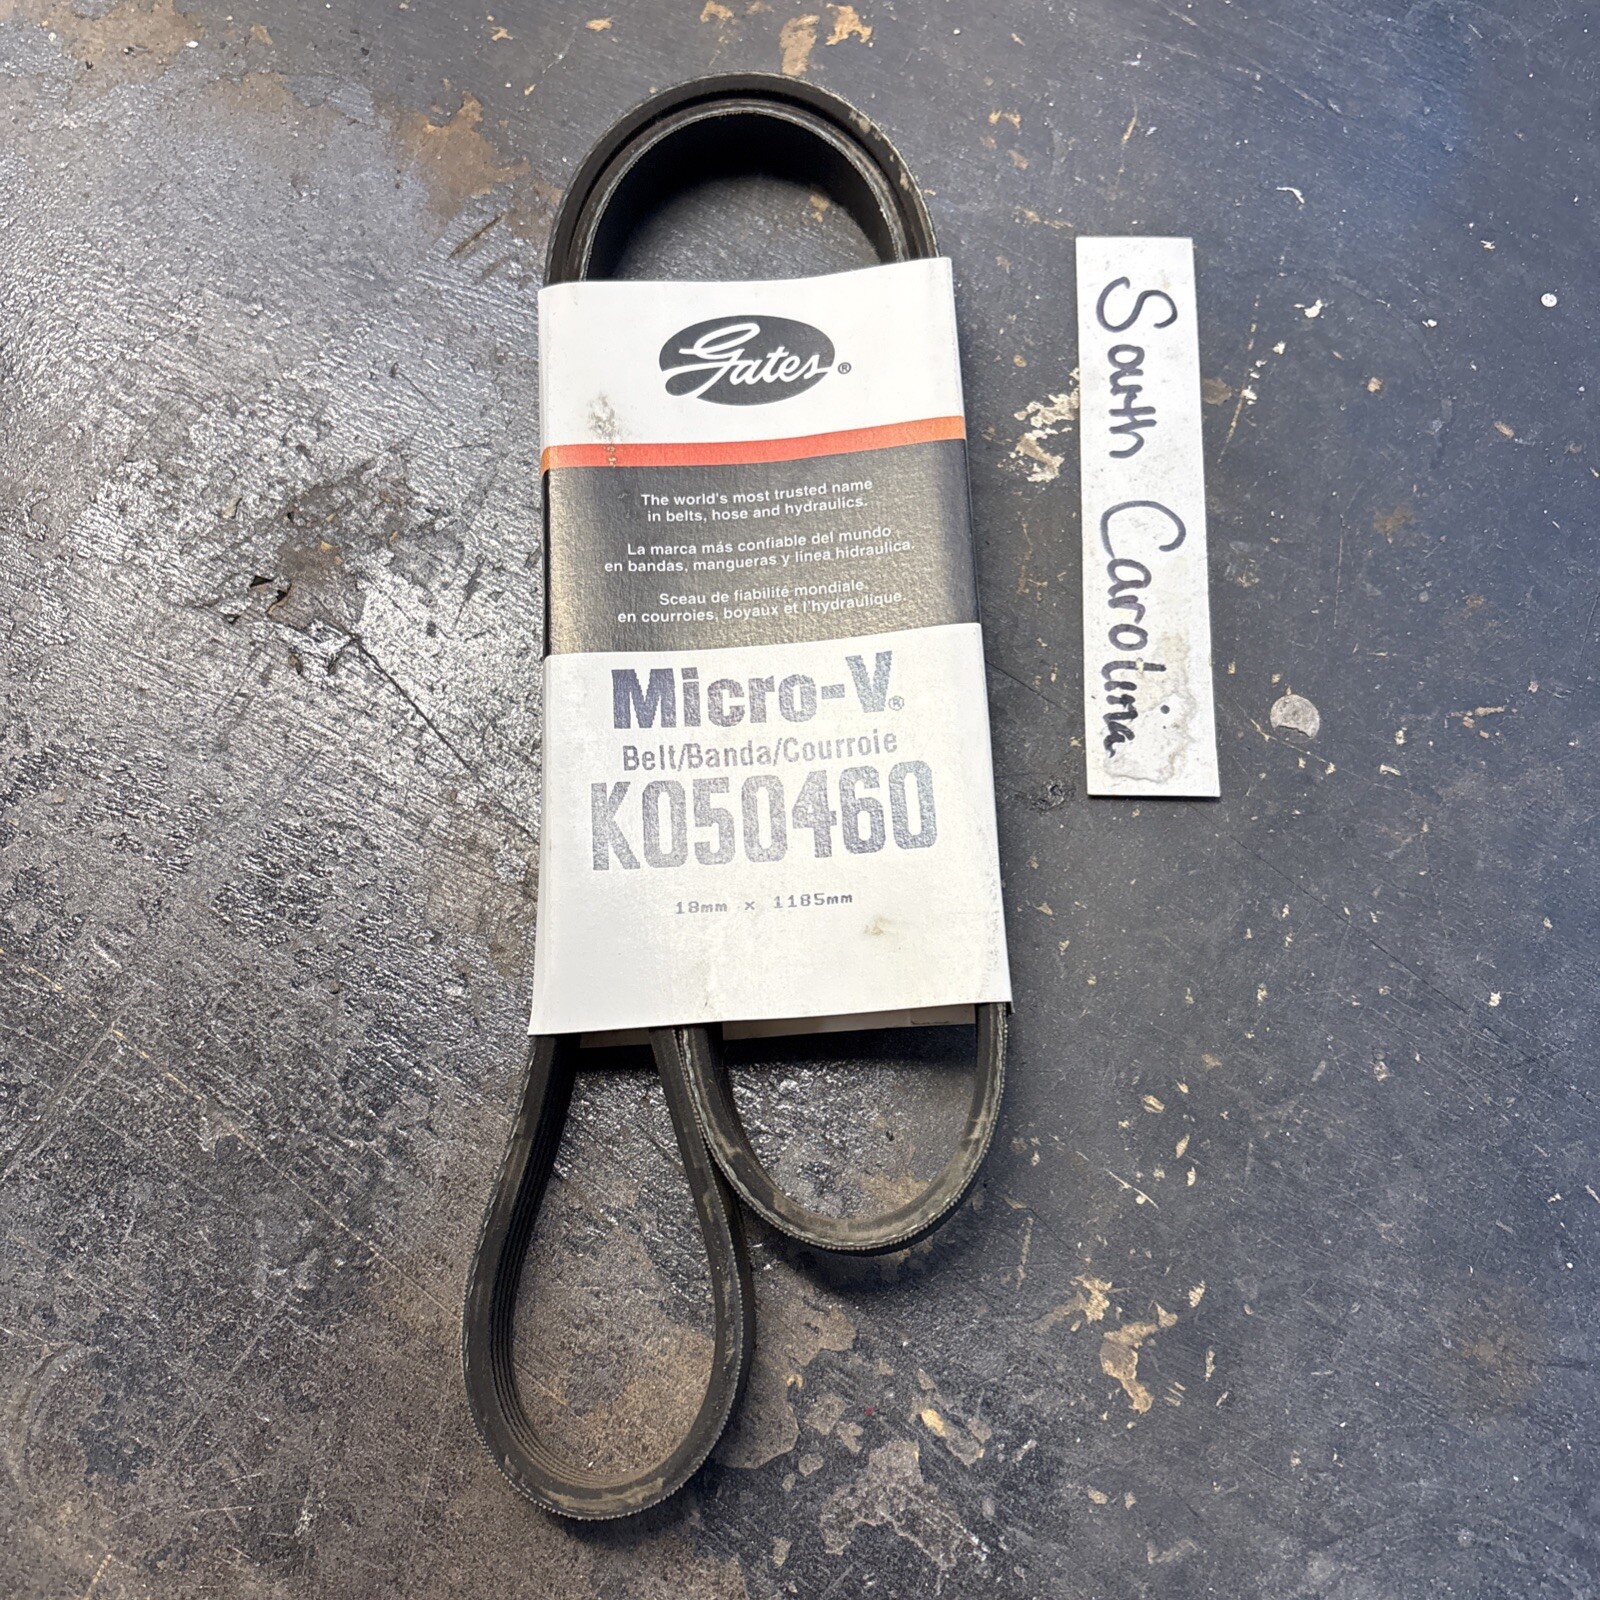 Gates®
The world's most trusted name
in belts, hose and hydraulics.
La marca más confiable del mundo
en bandas, mangueras y línea hidraulica.
Sceau de fiabilité mondiale,
en courroies, boyaux et l'hydraulique.
Micro-V®
Belt/Banda/Courroie
K050460
18mm x 1185mm
South Carolina